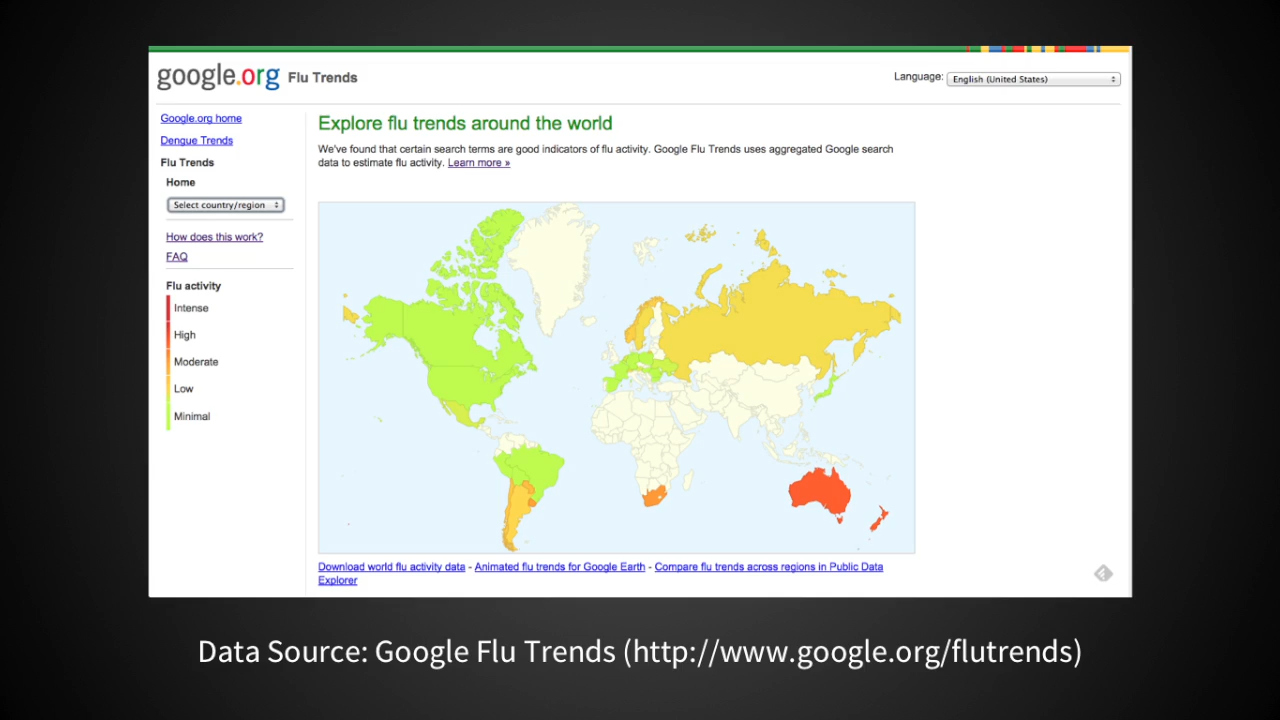 google.org Flu Trends
Language: English (United States)
Google.org home
Dengue Trends
Flu Trends
Home
Select country/region
How does this work?
FAQ
Flu activity
Intense
High
Moderate
Low
Minimal
Explore flu trends around the world
We've found that certain search terms are good indicators of flu activity. Google Flu Trends uses aggregated Google search
data to estimate flu activity. Learn more »
Download world flu activity data - Animated flu trends for Google Earth - Compare flu trends across regions in Public Data
Explorer
Data Source: Google Flu Trends (http://www.google.org/flutrends)